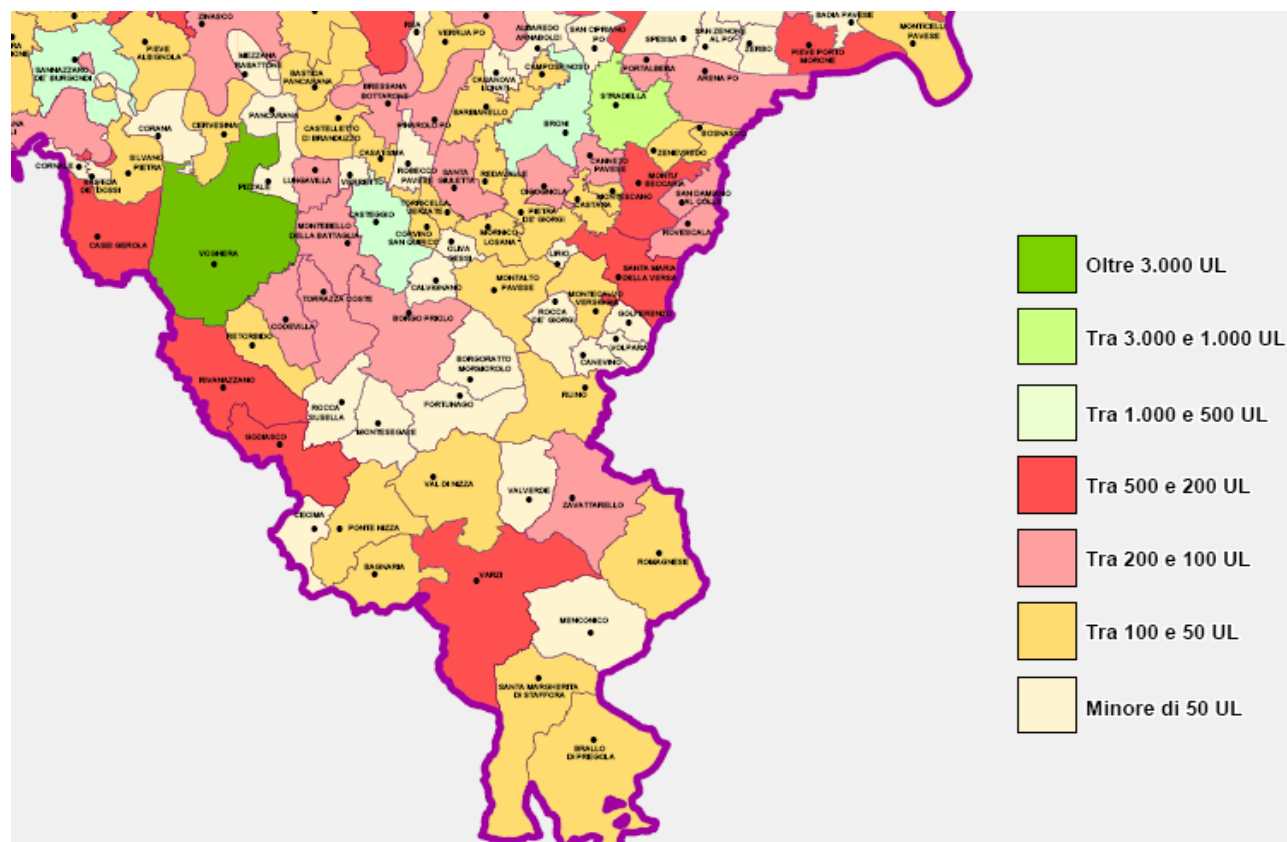 ZINASCO
REA
VERRUA PO
ALBAREDO
ARNABOLDI
SAN CIPRIANO
PO
SPESSA
SAN ZENONE
AL PO
ZERBO
BADIA PAVESE
MONTICELLI
PAVESE
PIEVE
ALBIGNOLA
SANNAZZARO
DE' BURGONDI
MEZZANA
RABATTONE
BASTIDA
PANCARANA
BRESSANA
BOTTARONE
CASANOVA
LONATI
CAMPOSPINOSO
PORTALBERA
ARENA PO
PIEVE PORTO
MORONE
STRADELLA
BARBIANELLO
PANCARANA
CORANA
CERVESINA
CASTELLETTO
DI BRANDUZZO
PINAROLO PO
BRONI
BOSNASCO
ZENEVREDO
CORNALE
BASTIDA
DE' DOSSI
SILVANO
PIETRA
CASATISMA
ROBECCO
PAVESE
SANTA
GIULETTA
REDAVALLE
CIGOGNOLA
CANNETO
PAVESE
MONTU'
BECCARIA
PIZZALE
LUNGAVILLA
VERRETTO
CASTEGGIO
TORRICELLA
VERZATE
PIETRA
DE' GIORGI
CASTANA
MONTESCANO
SAN DAMIANO
AL COLLE
ROVESCALA
CASEI GEROLA
VOGHERA
MONTEBELLO
DELLA BATTAGLIA
CORVINO
SAN QUIRICO
MORNICO
LOSANA
OLIVA
GESSI
LIRIO
CALVIGNANO
MONTALTO
PAVESE
SANTA MARIA
DELLA VERSA
MONTECALVO
VERSIGGIA
ROCCA
DE' GIORGI
GOLFERENZO
VOLPARA
CANEVINO
TORRAZZA COSTE
CODEVILLA
BORGO PRIOLO
RETORBIDO
BORGORATTO
MORMOROLO
RIVANAZZANO
ROCCA
SUSELLA
FORTUNAGO
RUINO
MONTESEGALE
GODIASCO
VAL DI NIZZA
VALVERDE
ZAVATTARELLO
CECIMA
PONTE NIZZA
BAGNARIA
VARZI
ROMAGNESE
MENCONICO
SANTA MARGHERITA
DI STAFFORA
BRALLO
DI PREGOLA
Oltre 3.000 UL
Tra 3.000 e 1.000 UL
Tra 1.000 e 500 UL
Tra 500 e 200 UL
Tra 200 e 100 UL
Tra 100 e 50 UL
Minore di 50 UL